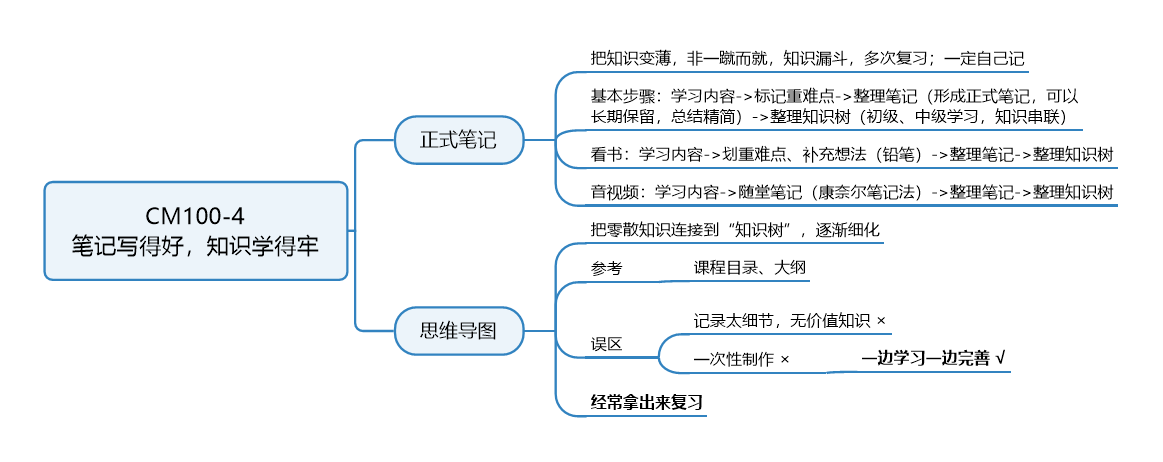 CM100-4
笔记写得好，知识学得牢
正式笔记
把知识变薄，非一蹴而就，知识漏斗，多次复习；一定自己记
基本步骤：学习内容->标记重难点->整理笔记（形成正式笔记，可以
长期保留，总结精简）->整理知识树（初级、中级学习，知识串联）
看书：学习内容->划重难点、补充想法（铅笔）->整理笔记->整理知识树
音视频：学习内容->随堂笔记（康奈尔笔记法）->整理笔记->整理知识树
思维导图
把零散知识连接到“知识树”，逐渐细化
参考
课程目录、大纲
误区
记录太细节，无价值知识 ×
一次性制作 ×
一边学习一边完善 √
经常拿出来复习